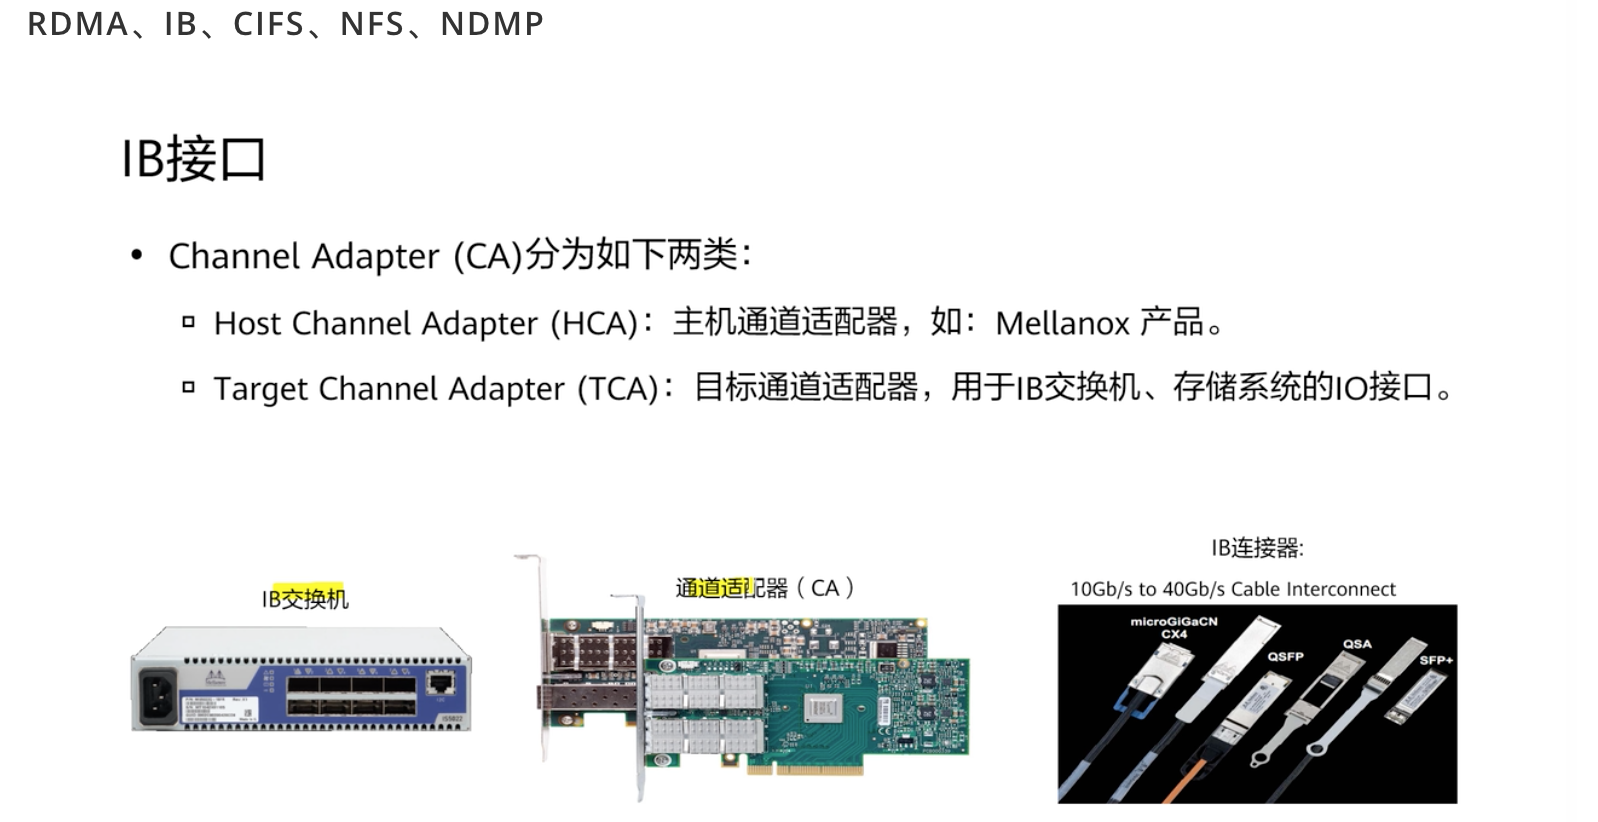 RDMA、IB、CIFS、NFS、NDMP
IB接口
• Channel Adapter (CA)分为如下两类：
Host Channel Adapter (HCA)：主机通道适配器，如：Mellanox 产品。
Target Channel Adapter (TCA)：目标通道适配器，用于IB交换机、存储系统的IO接口。
IB交换机
通道适配器（CA）
IB连接器:
10Gb/s to 40Gb/s Cable Interconnect
microGiGaCN
CX4
QSFP
QSA
SFP+
IS5022